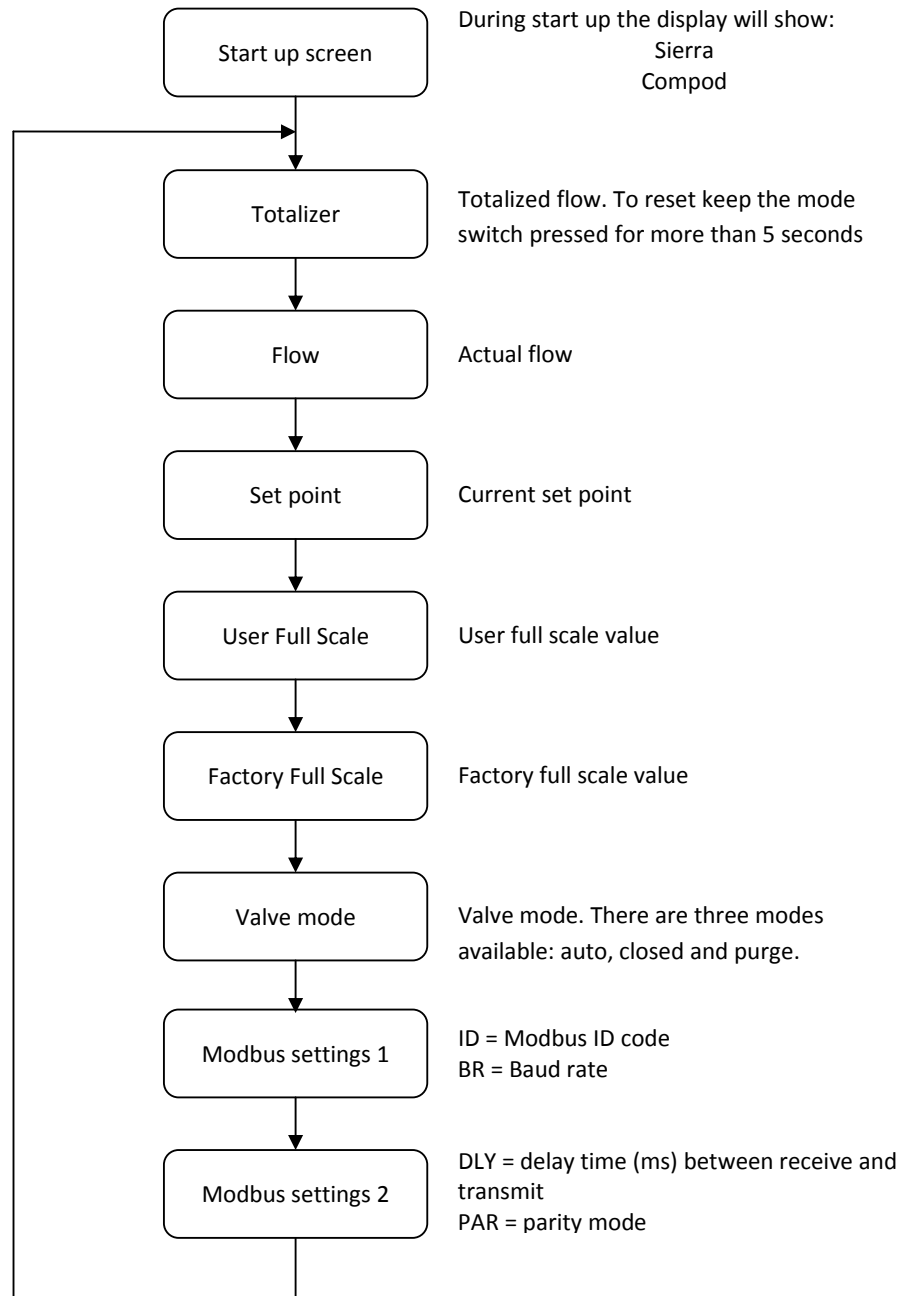 Start up screen
During start up the display will show:
Sierra
Compod
Totalizer
Totalized flow. To reset keep the mode
switch pressed for more than 5 seconds
Flow
Actual flow
Set point
Current set point
User Full Scale
User full scale value
Factory Full Scale
Factory full scale value
Valve mode
Valve mode. There are three modes
available: auto, closed and purge.
Modbus settings 1
ID = Modbus ID code
BR = Baud rate
Modbus settings 2
DLY = delay time (ms) between receive and
transmit
PAR = parity mode